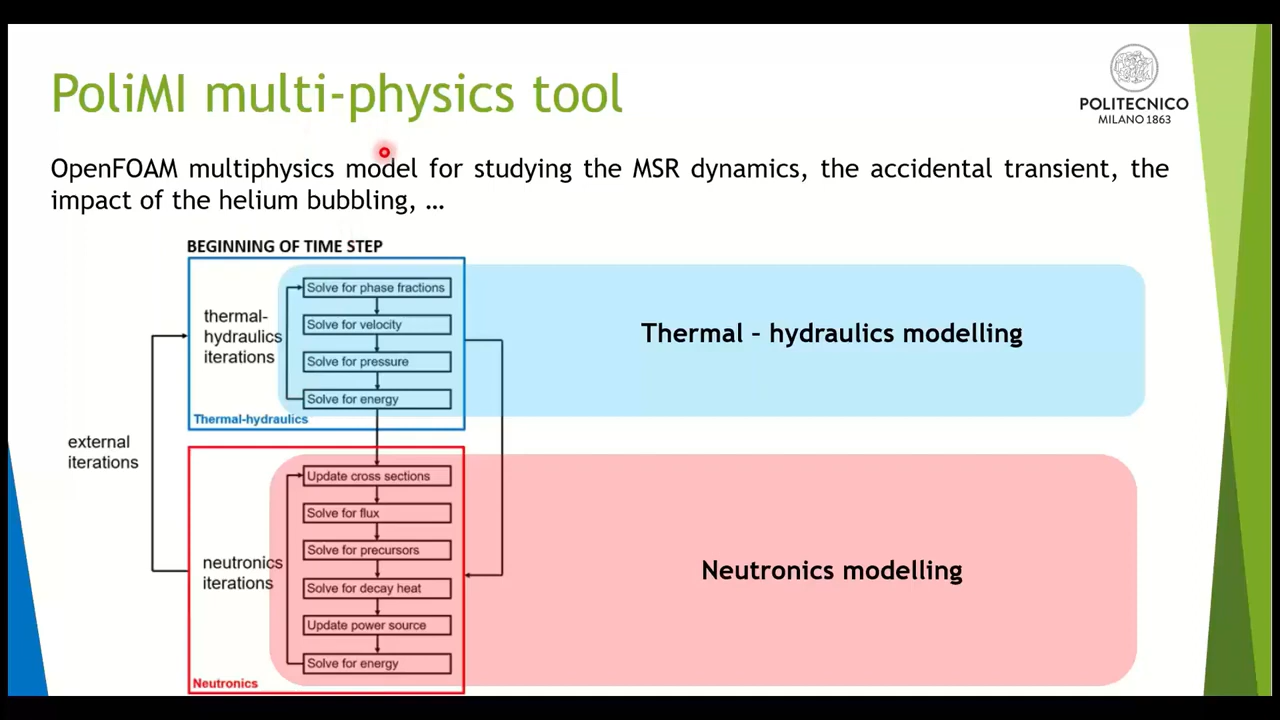 PoliMI multi-physics tool
POLITECNICO
MILANO 1863
OpenFOAM multiphysics model for studying the MSR dynamics, the accidental transient, the
impact of the helium bubbling, …
BEGINNING OF TIME STEP
thermal-
hydraulics
iterations
Solve for phase fractions
Solve for velocity
Solve for pressure
Solve for energy
Thermal-hydraulics
Thermal – hydraulics modelling
external
iterations
neutronics
iterations
Update cross sections
Solve for flux
Solve for precursors
Solve for decay heat
Update power source
Solve for energy
Neutronics
Neutronics modelling